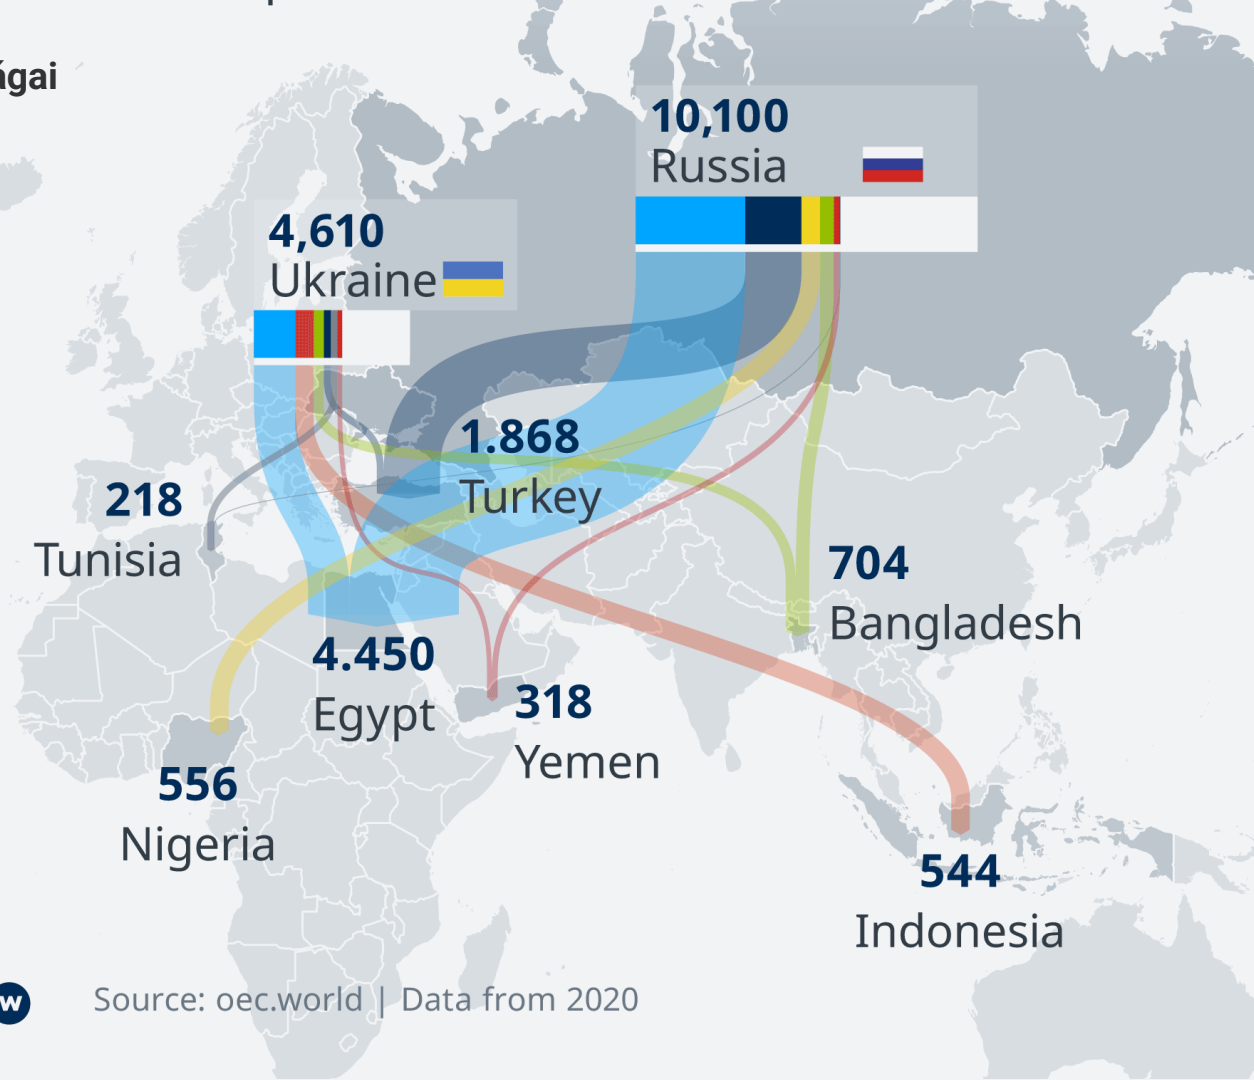 ágai
10,100
Russia
4,610
Ukraine
1.868
Turkey
218
Tunisia
704
Bangladesh
4.450
Egypt
318
Yemen
556
Nigeria
544
Indonesia
W
Source: oec.world | Data from 2020